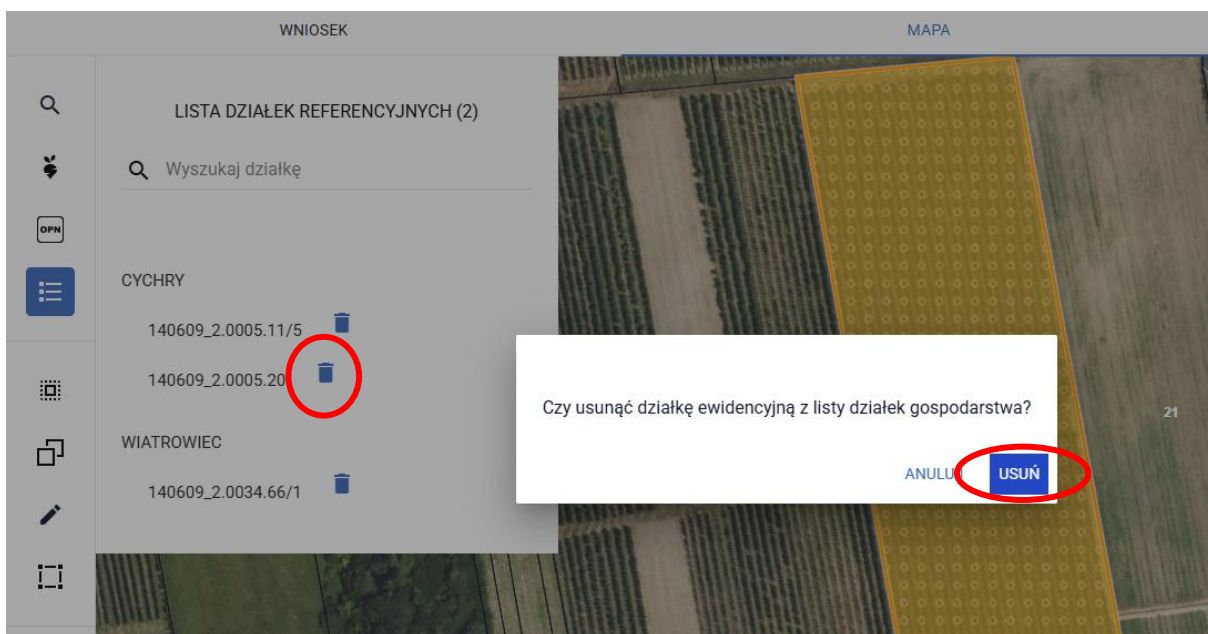 WNIOSEK
MAPA
LISTA DZIAŁEK REFERENCYJNYCH (2)
Wyszukaj działkę
OPN
CYCHRY
140609_2.0005.11/5
140609_2.0005.20
WIATROWIEC
140609_2.0034.66/1
Czy usunąć działkę ewidencyjną z listy działek gospodarstwa?
ANULUJ
USUŃ
21